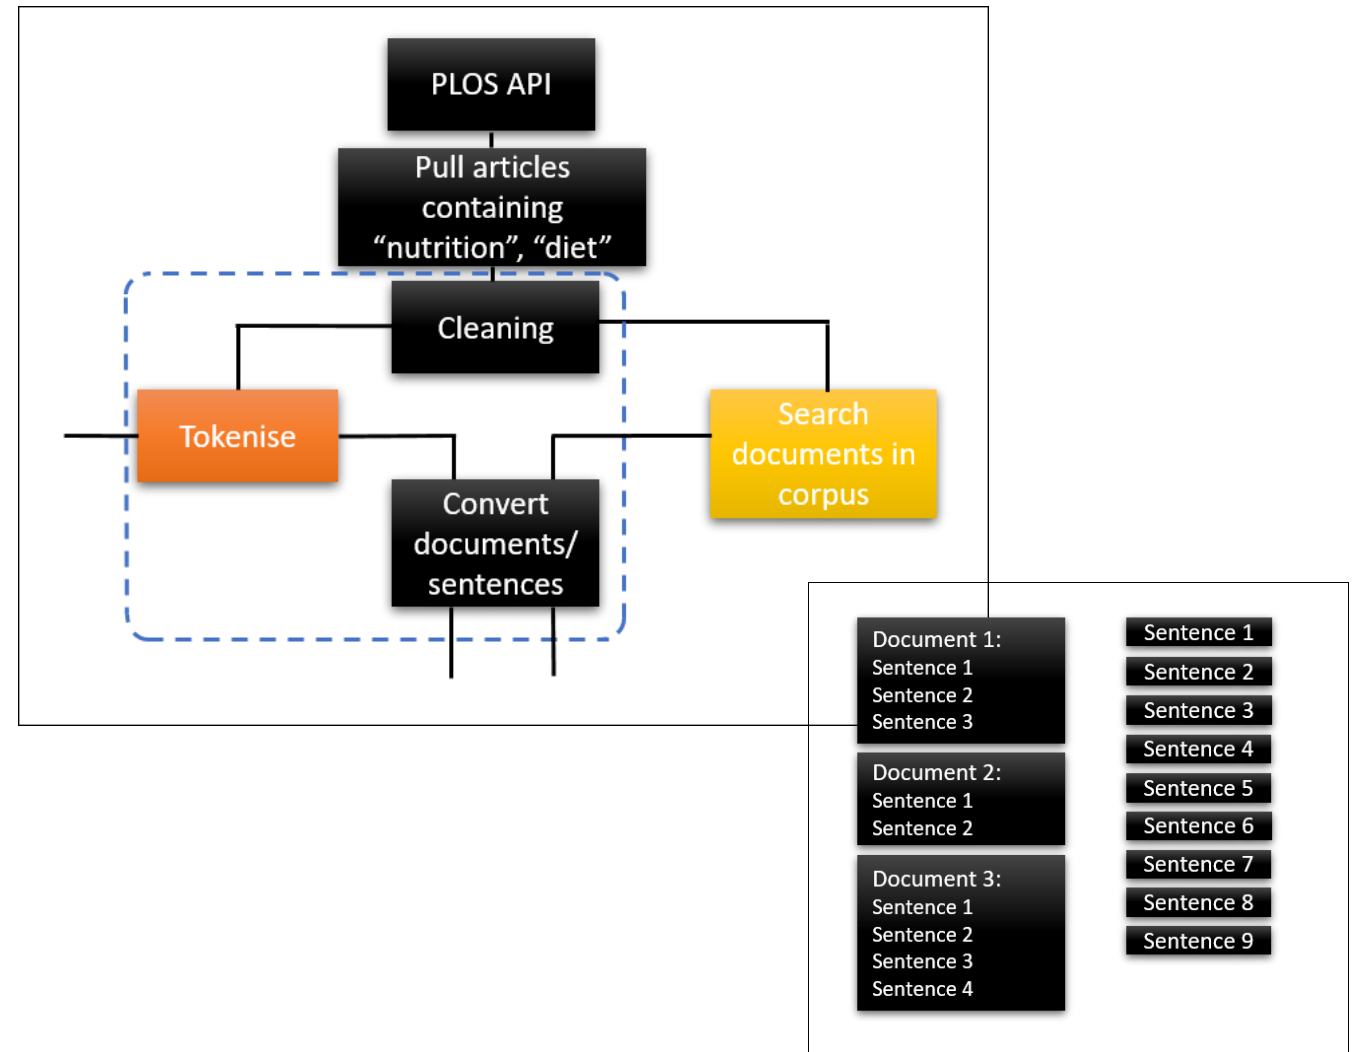 PLOS API
Pull articles
containing
“nutrition”, “diet”
Cleaning
Tokenise
Search
documents in
corpus
Convert
documents/
sentences
Document 1:
Sentence 1
Sentence 2
Sentence 3
Document 2:
Sentence 1
Sentence 2
Document 3:
Sentence 1
Sentence 2
Sentence 3
Sentence 4
Sentence 1
Sentence 2
Sentence 3
Sentence 4
Sentence 5
Sentence 6
Sentence 7
Sentence 8
Sentence 9